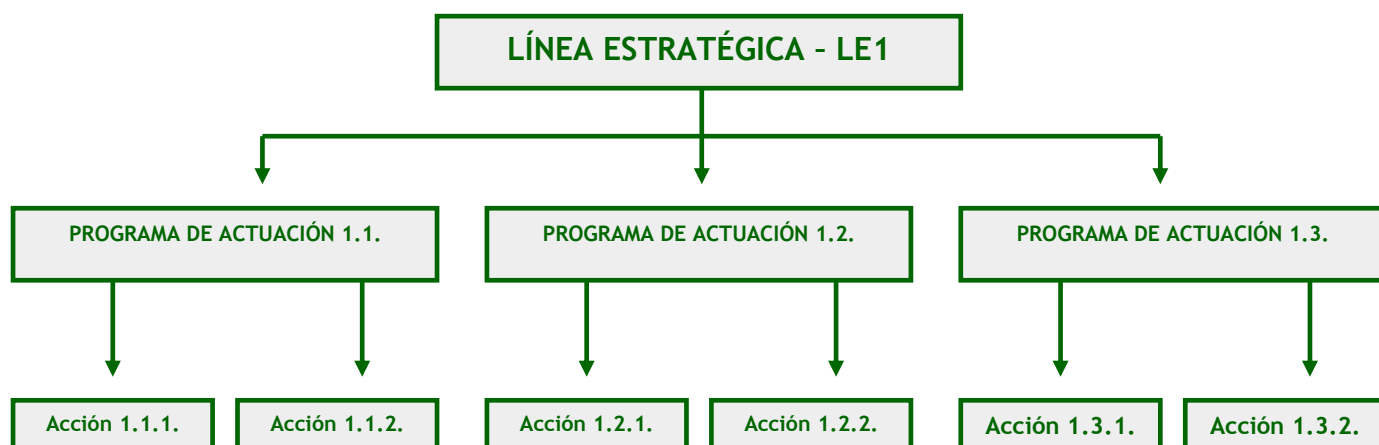 LÍNEA ESTRATÉGICA – LE1
PROGRAMA DE ACTUACIÓN 1.1.
PROGRAMA DE ACTUACIÓN 1.2.
PROGRAMA DE ACTUACIÓN 1.3.
Acción 1.1.1.
Acción 1.1.2.
Acción 1.2.1.
Acción 1.2.2.
Acción 1.3.1.
Acción 1.3.2.